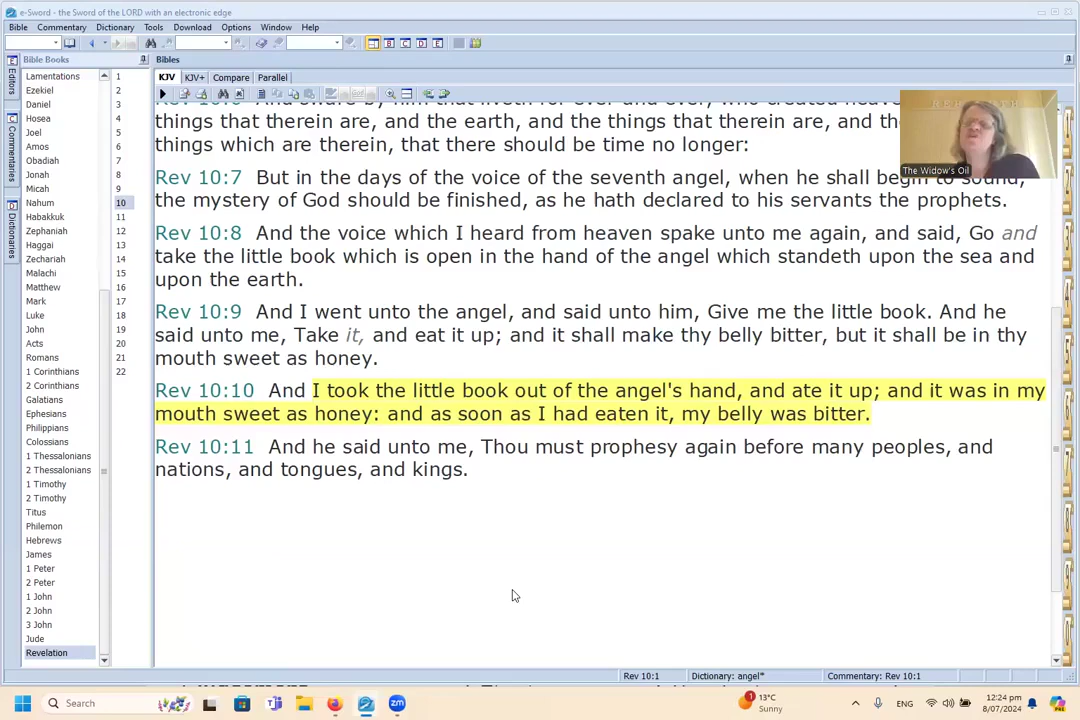 e-Sword - the Sword of the LORD with an electronic edge
Bible Commentary Dictionary Tools Download Options Window Help
B C D E
Bible Books
Bibles
Editors
Commentaries
Dictionaries
KJV KJV+ Compare Parallel
Lamentations
Ezekiel
Daniel
Hosea
Joel
Amos
Obadiah
Jonah
Micah
Nahum
Habakkuk
Zephaniah
Haggai
Zechariah
Malachi
Matthew
Mark
Luke
John
Acts
Romans
1 Corinthians
2 Corinthians
Galatians
Ephesians
Philippians
Colossians
1 Thessalonians
2 Thessalonians
1 Timothy
2 Timothy
Titus
Philemon
Hebrews
James
1 Peter
2 Peter
1 John
2 John
3 John
Jude
Revelation
1
2
3
4
5
6
7
8
9
10
11
12
13
14
15
16
17
18
19
20
21
22
And sware by him that liveth for ever and ever, who created
things that therein are, and the earth, and the things that therein are, and the
things which are therein, that there should be time no longer:
Rev 10:7 But in the days of the voice of the seventh angel, when he shall begin to sound,
the mystery of God should be finished, as he hath declared to his servants the prophets.
Rev 10:8 And the voice which I heard from heaven spake unto me again, and said, Go and
take the little book which is open in the hand of the angel which standeth upon the sea and
upon the earth.
Rev 10:9 And I went unto the angel, and said unto him, Give me the little book. And he
said unto me, Take it, and eat it up; and it shall make thy belly bitter, but it shall be in thy
mouth sweet as honey.
Rev 10:10 And I took the little book out of the angel's hand, and ate it up; and it was in my
mouth sweet as honey: and as soon as I had eaten it, my belly was bitter.
Rev 10:11 And he said unto me, Thou must prophesy again before many peoples, and
nations, and tongues, and kings.
The Widow's Oil
Rev 10:1 Dictionary: angel* Commentary: Rev 10:1
Search
13°C
Sunny
ENG
12:24 pm
8/07/2024